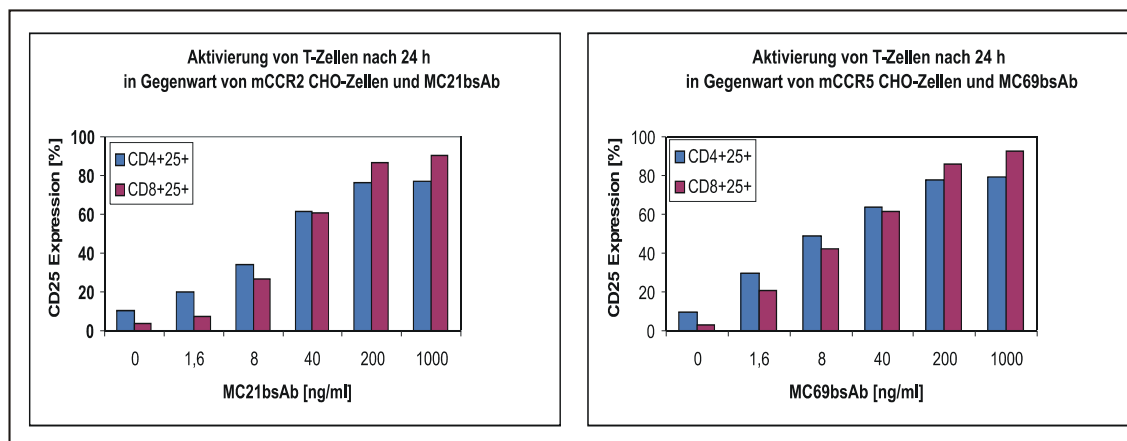 Aktivierung von T-Zellen nach 24 h
in Gegenwart von mCCR2 CHO-Zellen und MC21bsAb
CD25 Expression [%]
100
80
60
40
20
0
CD4+25+
CD8+25+
0 1,6 8 40 200 1000
MC21bsAb [ng/ml]
Aktivierung von T-Zellen nach 24 h
in Gegenwart von mCCR5 CHO-Zellen und MC69bsAb
CD25 Expression [%]
100
80
60
40
20
0
CD4+25+
CD8+25+
0 1,6 8 40 200 1000
MC69bsAb [ng/ml]